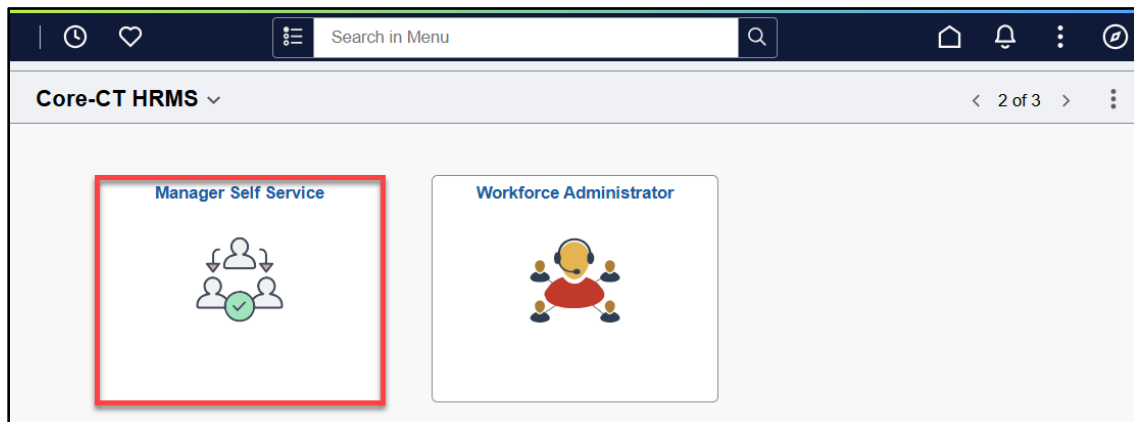 Search in Menu
Core-CT HRMS
2 of 3
Manager Self Service
Workforce Administrator